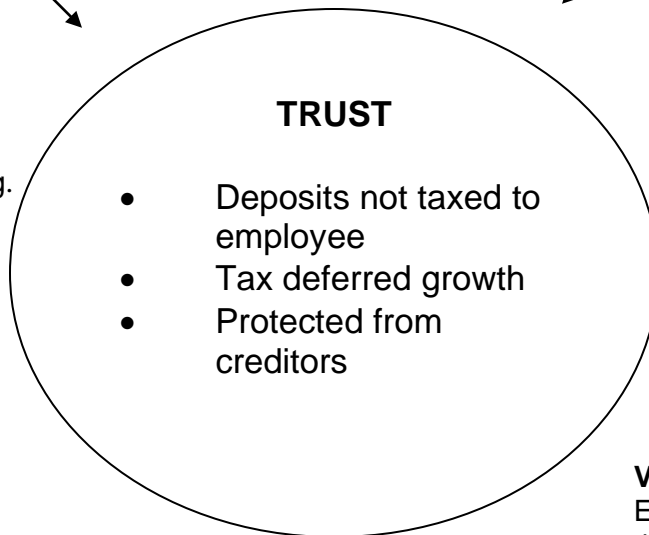 TRUST
g.
• Deposits not taxed to
employee
• Tax deferred growth
• Protected from
creditors
V
E